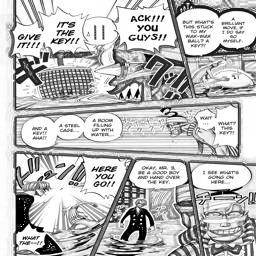 ACK!!!
YOU
GUYS!!
IT'S
THE
KEY!!
!!
GIVE
IT!!!
A
BRILLIANT
MOVE, IF
I DO SAY
SO
MYSELF.
BUT WHAT'S
THIS STUCK
TO MY
WAX-WAX
BALL? A
KEY?!
WHAT?
THIS
KEY?!
WAIT...
A ROOM
FILLING
UP WITH
WATER...
A STEEL
CAGE...
AND A
KEY!!
AHA!!
I SEE WHAT'S
GOING ON
HERE...
OKAY, MR. 3,
BE A GOOD BOY
AND HAND OVER
THE KEY.
HERE
YOU
GO!!
WHAT
THE--!!